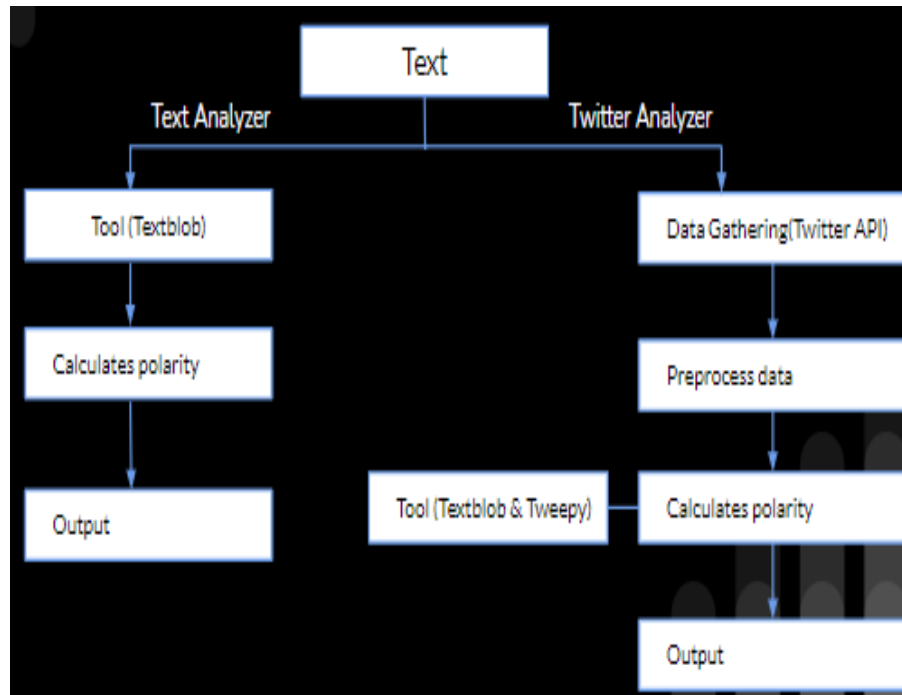 Text
Text Analyzer
Twitter Analyzer
Tool (Textblob)
Data Gathering(Twitter API)
Calculates polarity
Preprocess data
Tool (Textblob & Tweepy)
Calculates polarity
Output
Output